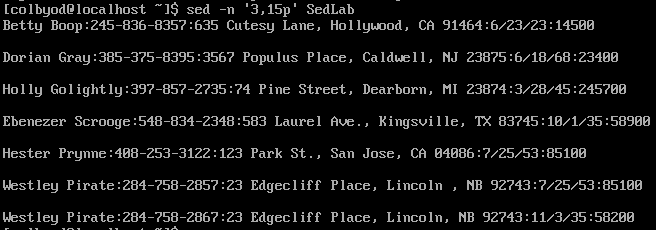 [colbyod@localhost ~]$ sed -n '3,15p' SedLab
Betty Boop:245-836-8357:635 Cutesy Lane, Hollywood, CA 91464:6/23/23:14500
Dorian Gray:385-375-8395:3567 Populus Place, Caldwell, NJ 23875:6/18/68:23400
Holly Golightly:397-857-2735:74 Pine Street, Dearborn, MI 23874:3/28/45:245700
Ebenezer Scrooge:548-834-2348:583 Laurel Ave., Kingsville, TX 83745:10/1/35:58900
Hester Prynne:408-253-3122:123 Park St., San Jose, CA 04086:7/25/53:85100
Westley Pirate:284-758-2857:23 Edgecliff Place, Lincoln , NB 92743:7/25/53:85100
Westley Pirate:284-758-2867:23 Edgecliff Place, Lincoln, NB 92743:11/3/35:58200
[colbyod@localhost ~]$